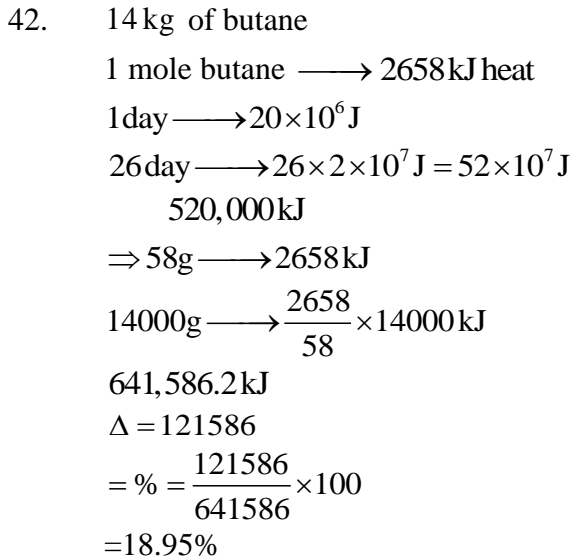 42. 14 kg of butane
1 mole butane ⟶ 2658 kJ heat
1day ⟶ 20×10⁶ J
26 day ⟶ 26×2×10⁷ J = 52×10⁷ J
520,000 kJ
⇒ 58g ⟶ 2658 kJ
14000g ⟶ 2658/58 ×14000 kJ
641,586.2 kJ
Δ = 121586
= % = 121586/641586 ×100
=18.95%